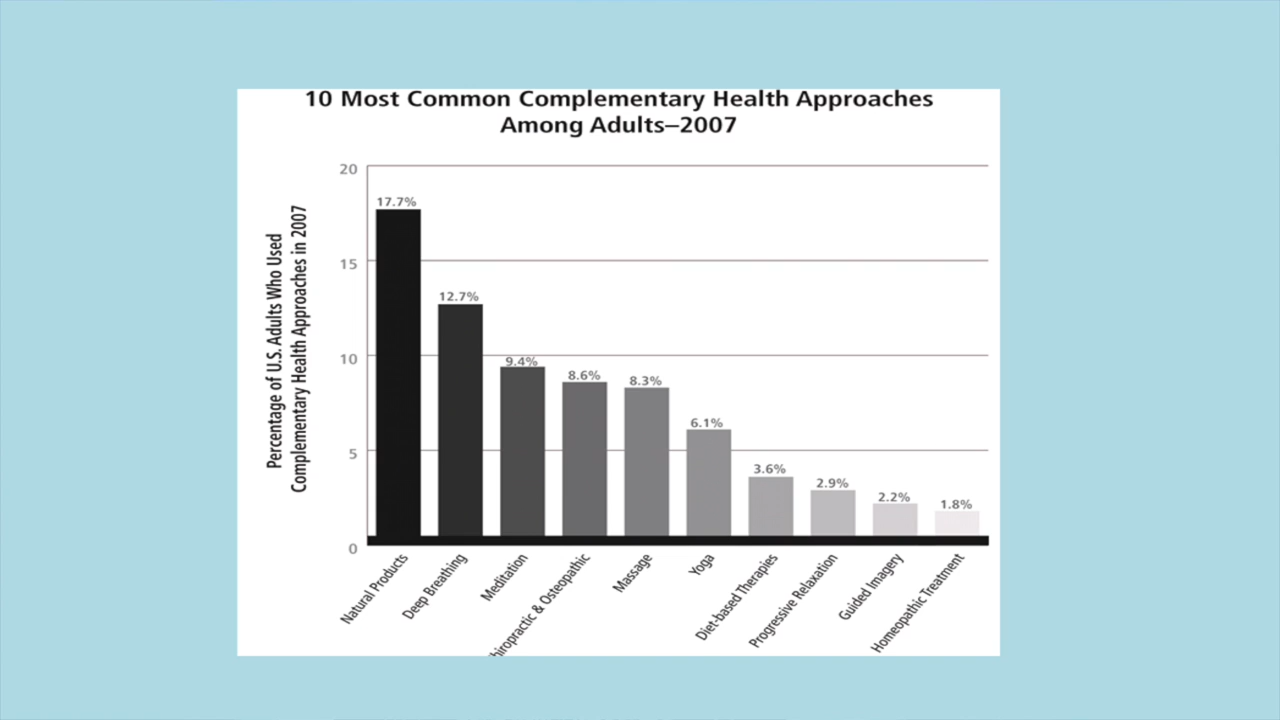 10 Most Common Complementary Health Approaches
Among Adults–2007
Percentage of U.S. Adults Who Used
Complementary Health Approaches in 2007
20
15
10
5
0
17.7%
12.7%
9.4%
8.6%
8.3%
6.1%
3.6%
2.9%
2.2%
1.8%
Natural Products
Deep Breathing
Meditation
hiropractic & Osteopathic
Massage
Yoga
Diet-based Therapies
Progressive Relaxation
Guided Imagery
Homeopathic Treatment